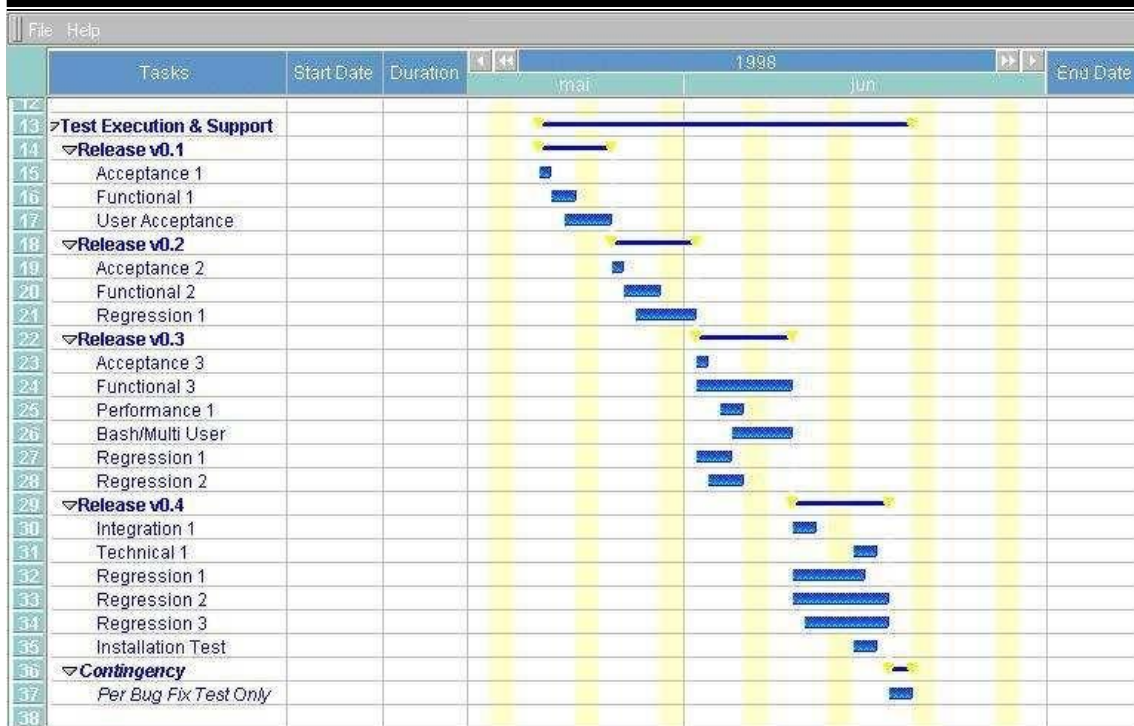 File Help
Tasks Start Date Duration 1998 End Date
mai jun
12
13 Test Execution & Support
14 Release v0.1
15 Acceptance 1
16 Functional 1
17 User Acceptance
18 Release v0.2
19 Acceptance 2
20 Functional 2
21 Regression 1
22 Release v0.3
23 Acceptance 3
24 Functional 3
25 Performance 1
26 Bash/Multi User
27 Regression 1
28 Regression 2
29 Release v0.4
30 Integration 1
31 Technical 1
32 Regression 1
33 Regression 2
34 Regression 3
35 Installation Test
36 Contingency
37 Per Bug Fix Test Only
38